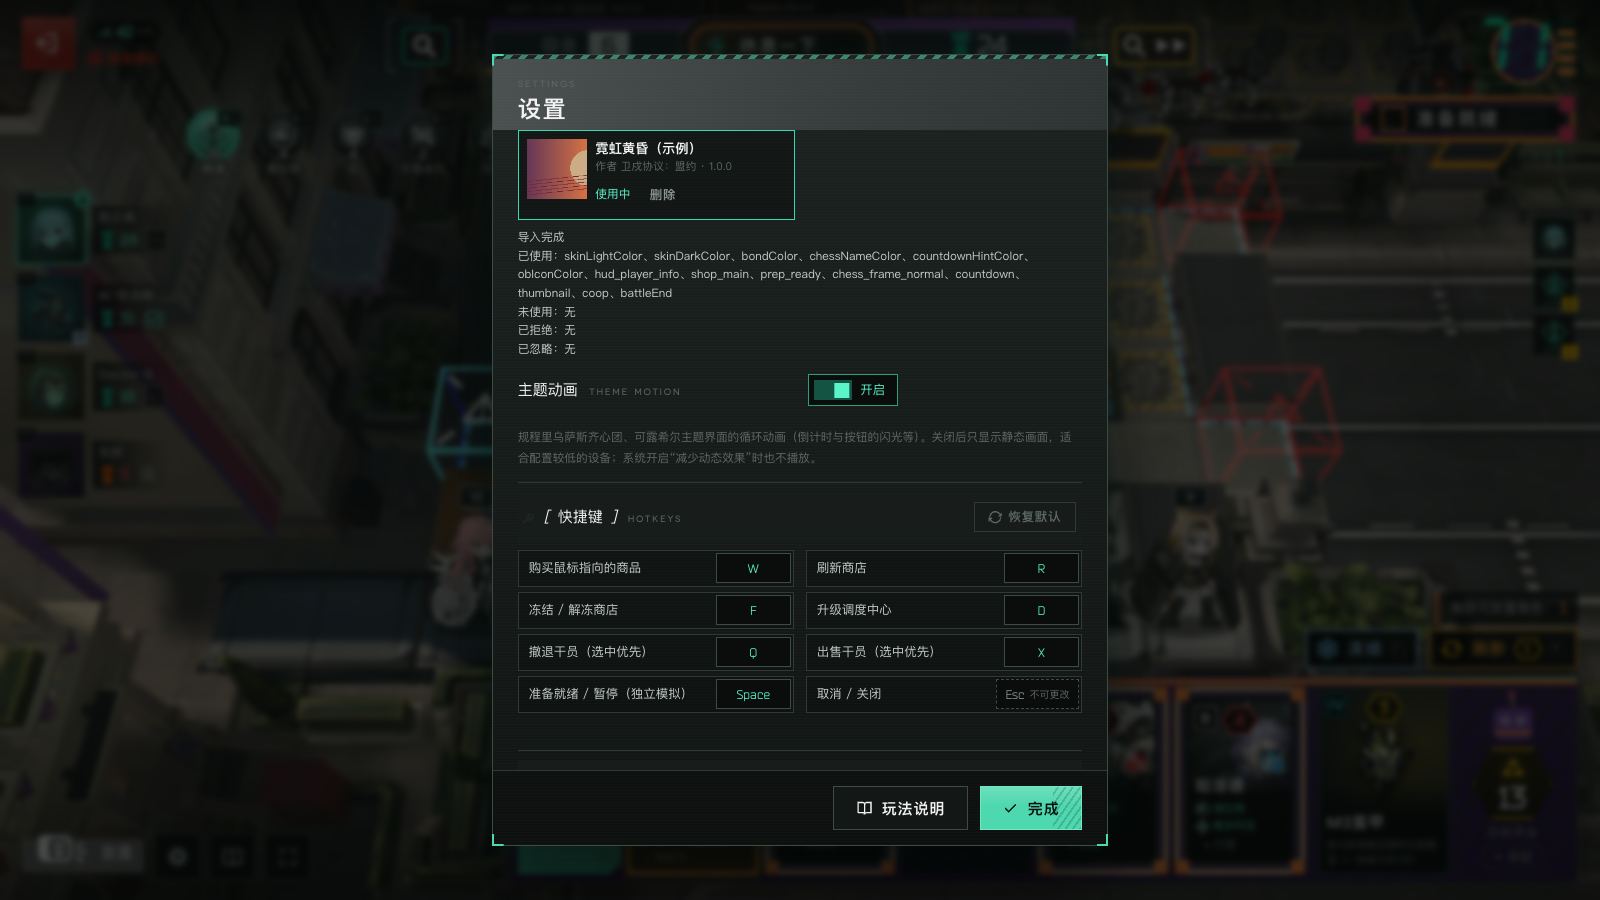 SETTINGS
设置
霓虹黄昏（示例）
作者 卫戍协议：盟约 · 1.0.0
使用中 删除
导入完成
已使用：skinLightColor、skinDarkColor、bondColor、chessNameColor、countdownHintColor、
obIconColor、hud_player_info、shop_main、prep_ready、chess_frame_normal、countdown、
thumbnail、coop、battleEnd
未使用：无
已拒绝：无
已忽略：无
主题动画 THEME MOTION 开启
规程里乌萨斯齐心团、可露希尔主题界面的循环动画（倒计时与按钮的闪光等）。关闭后只显示静态画面，适
合配置较低的设备；系统开启“减少动态效果”时也不播放。
[ 快捷键 ] HOTKEYS 恢复默认
购买鼠标指向的商品 W 刷新商店 R
冻结 / 解冻商店 F 升级调度中心 D
撤退干员（选中优先） Q 出售干员（选中优先） X
准备就绪 / 暂停（独立模拟） Space 取消 / 关闭 Esc 不可更改
玩法说明 完成
准备就绪
13